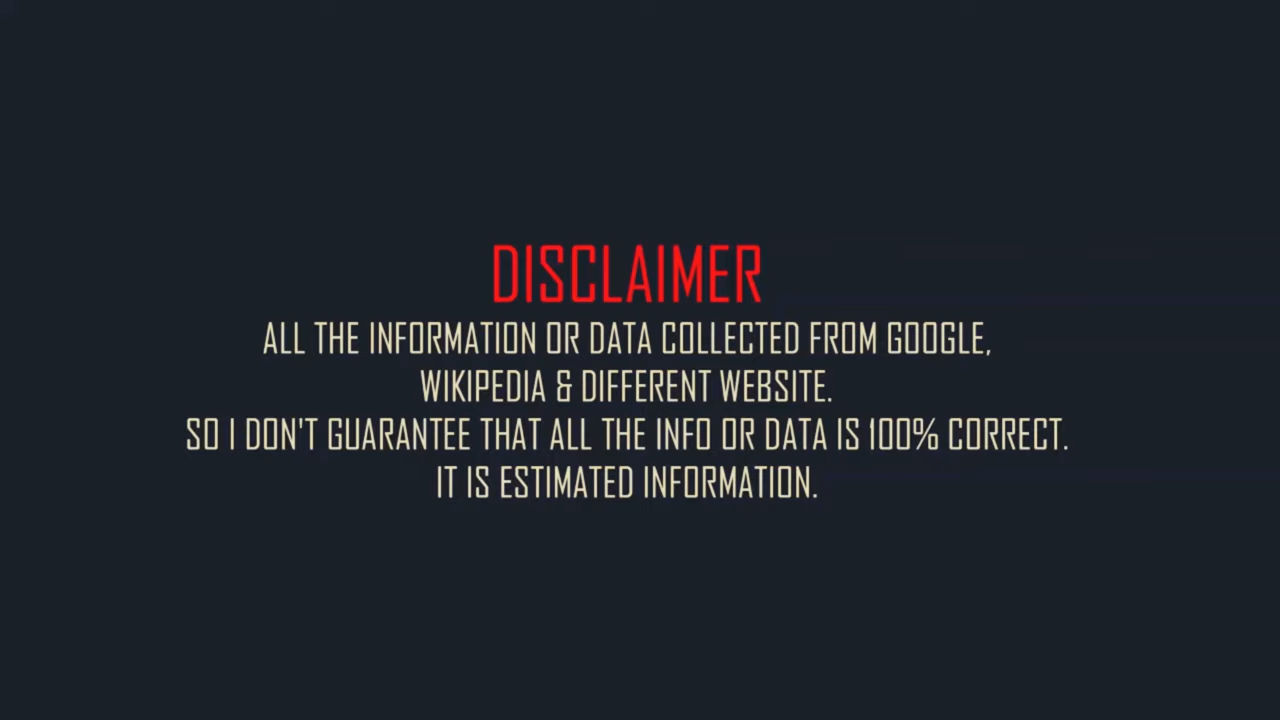 DISCLAIMER
ALL THE INFORMATION OR DATA COLLECTED FROM GOOGLE,
WIKIPEDIA & DIFFERENT WEBSITE.
SO I DON'T GUARANTEE THAT ALL THE INFO OR DATA IS 100% CORRECT.
IT IS ESTIMATED INFORMATION.